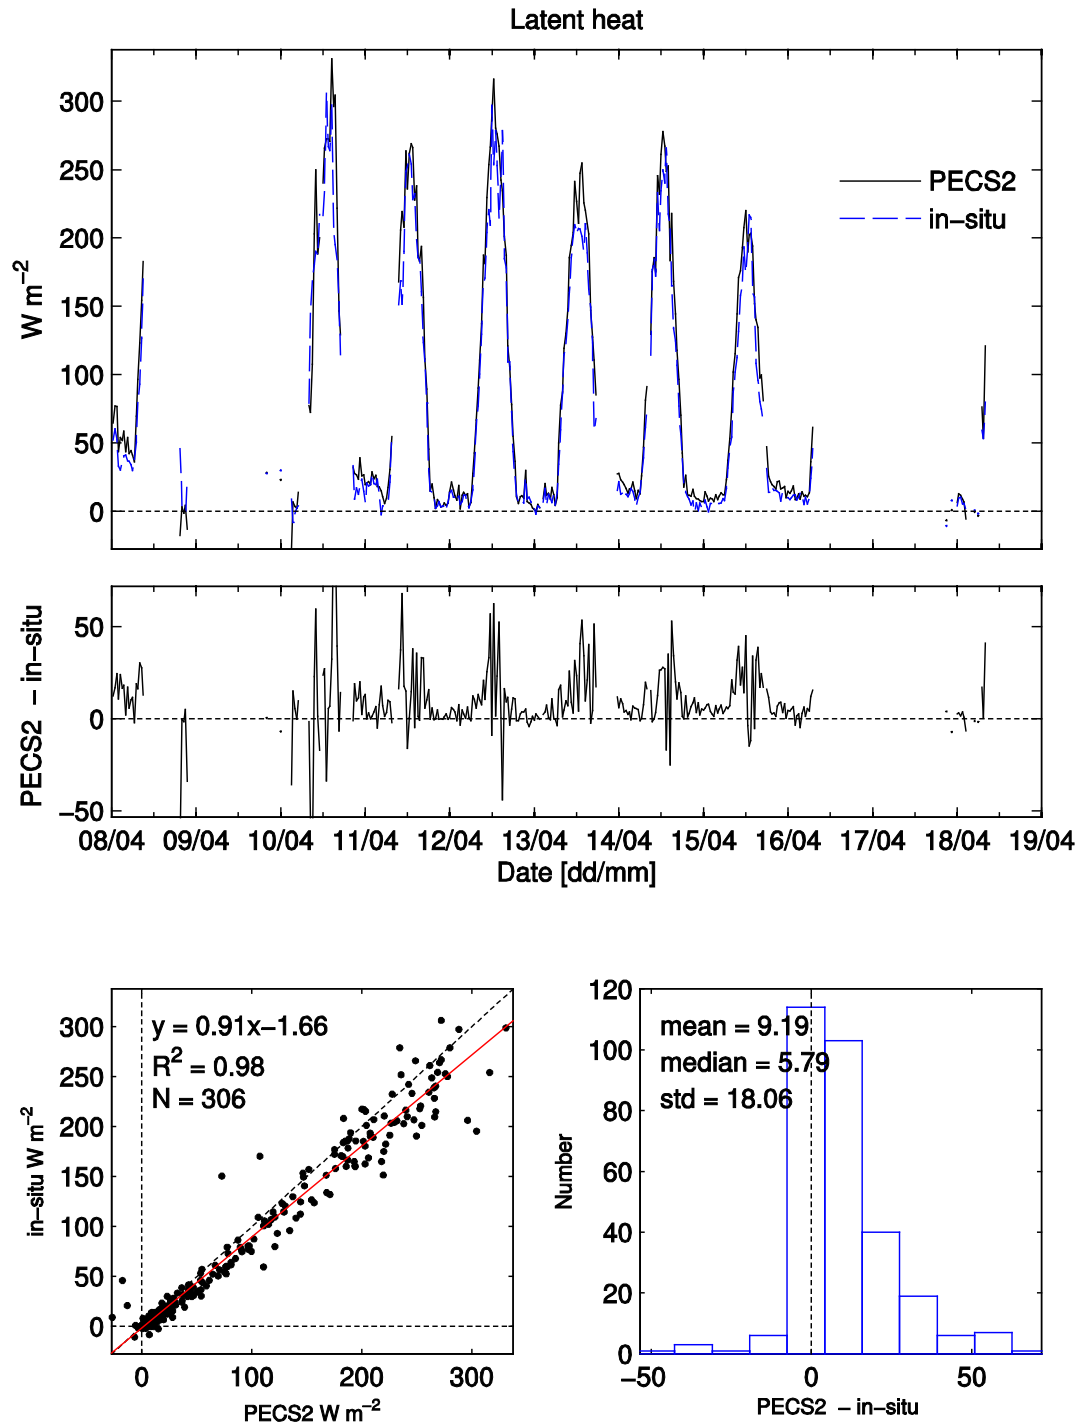 Latent heat
W m−2
300
250
200
150
100
50
0
PECS2
in−situ
PECS2 − in−situ
50
0
−50
08/04 09/04 10/04 11/04 12/04 13/04 14/04 15/04 16/04 17/04 18/04 19/04
Date [dd/mm]
in−situ W m−2
300
250
200
150
100
50
0
y = 0.91x−1.66
R2 = 0.98
N = 306
0 100 200 300
PECS2 W m−2
Number
120
100
80
60
40
20
0
mean = 9.19
median = 5.79
std = 18.06
−50 0 50
PECS2 − in−situ